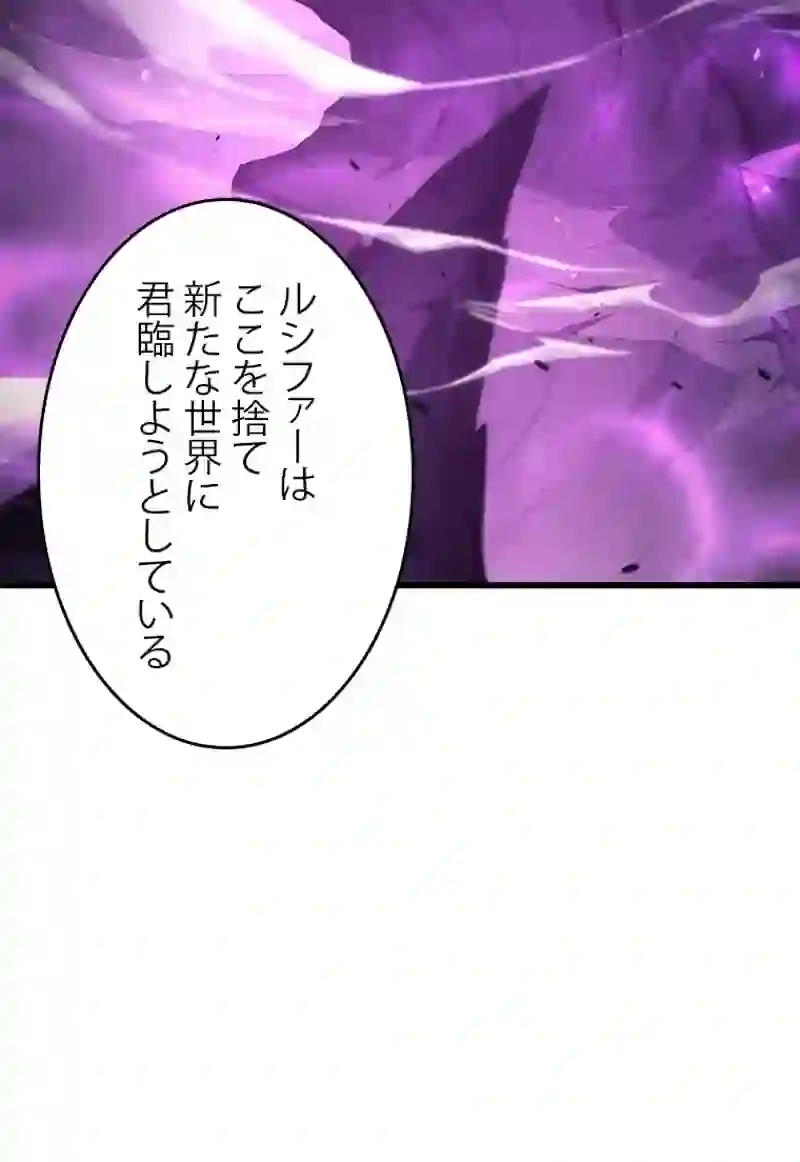 ルシファーは
ここを捨て
新たな世界に
君臨しようとしている